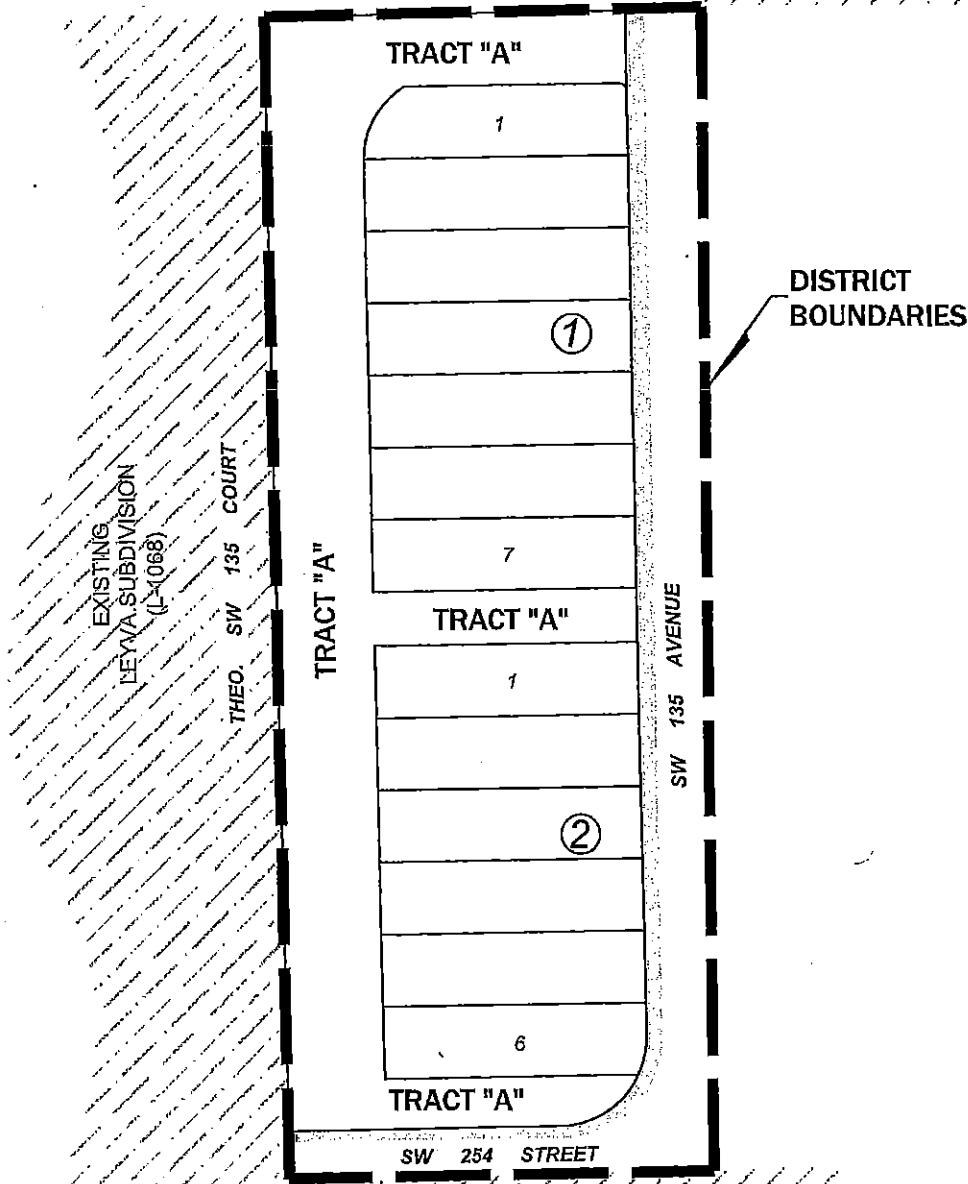 TRACT "A"
1
DISTRICT
BOUNDARIES
①
EXISTING
LEYVA SUBDIVISION
(L-1068)
THEO. SW 135 COURT
TRACT "A"
7
TRACT "A"
SW 135 AVENUE
1
②
6
TRACT "A"
SW 254 STREET